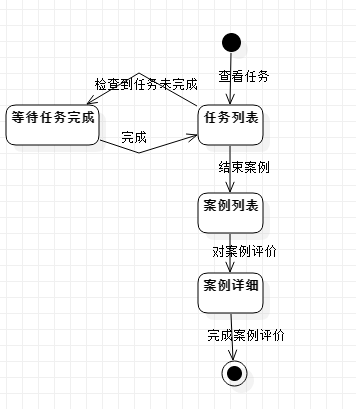 查看任务
检查到任务未完成
等待任务完成
任务列表
完成
结束案例
案例列表
对案例评价
案例详细
完成案例评价